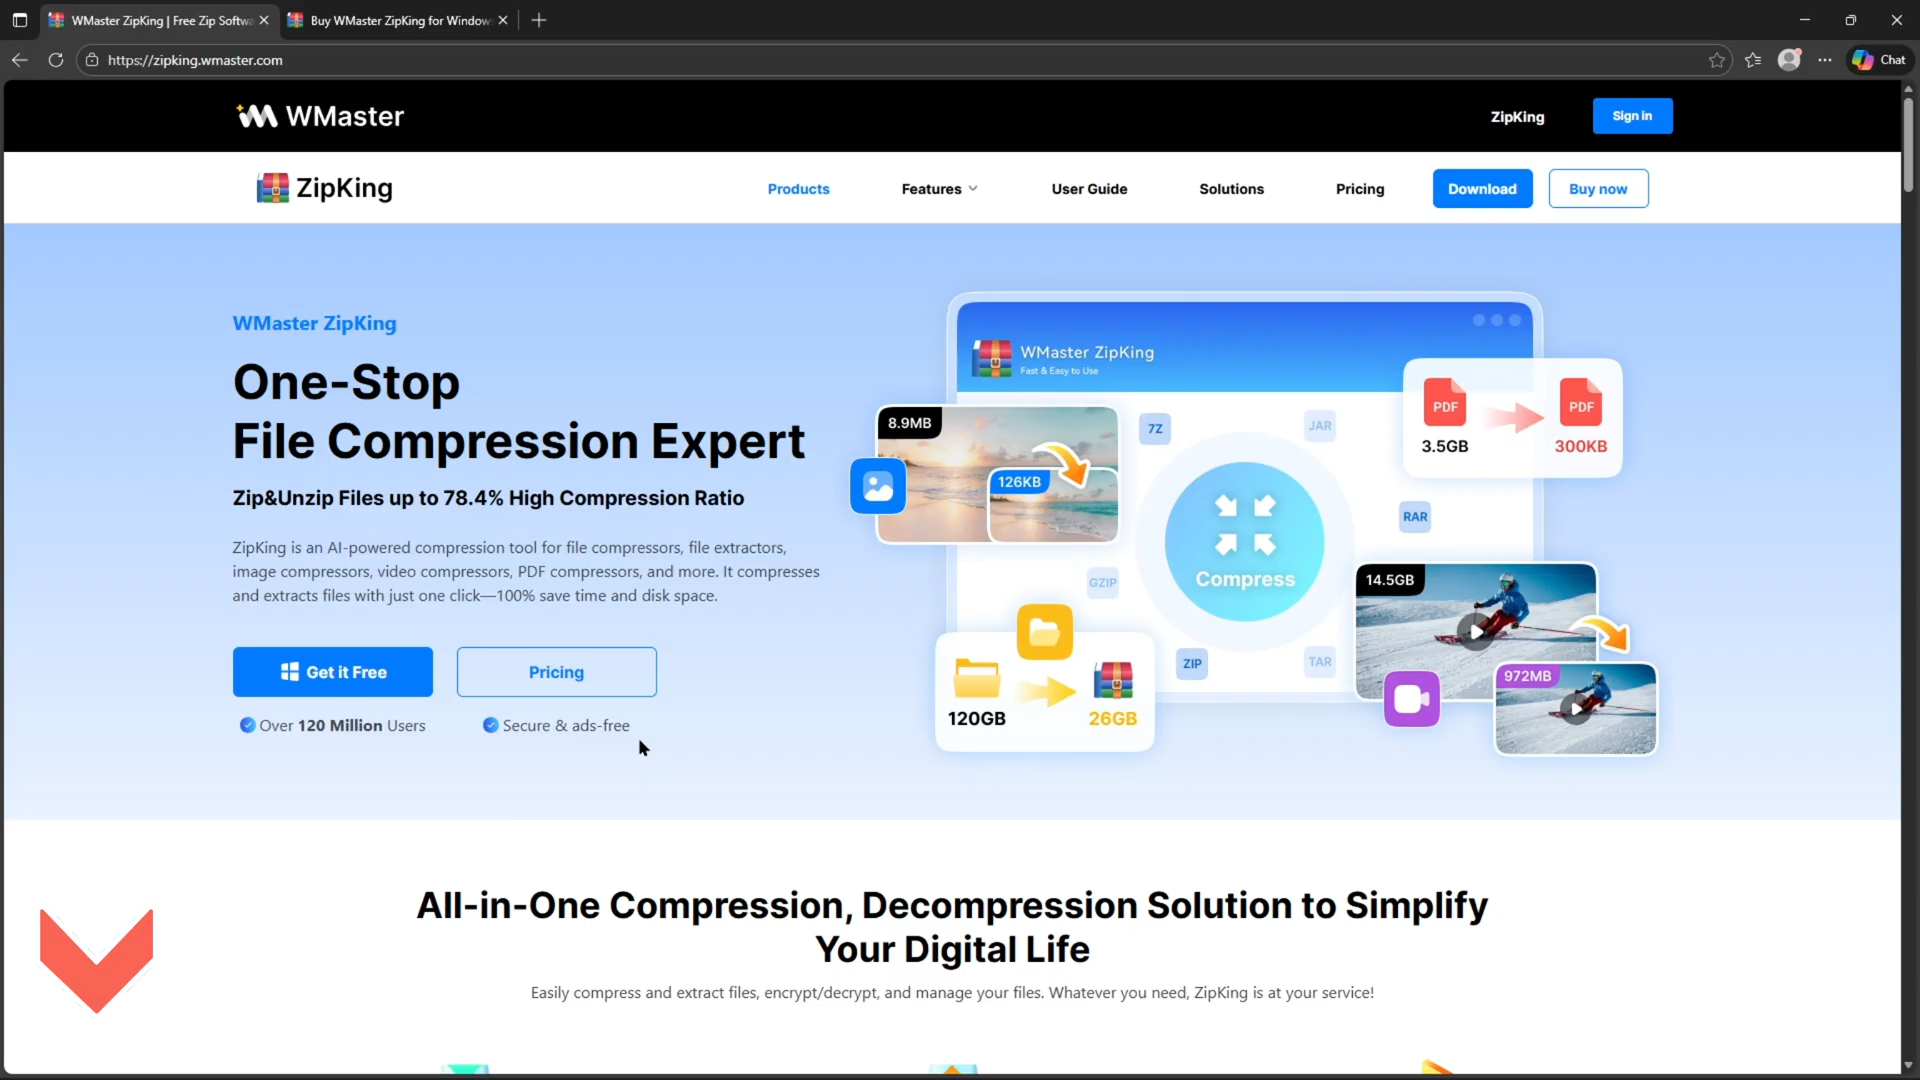 WMaster ZipKing | Free Zip Softwa
Buy WMaster ZipKing for Window
https://zipking.wmaster.com
Chat
WMaster
ZipKing
Sign in
ZipKing
Products
Features
User Guide
Solutions
Pricing
Download
Buy now
WMaster ZipKing
One-Stop
File Compression Expert
Zip&Unzip Files up to 78.4% High Compression Ratio
ZipKing is an AI-powered compression tool for file compressors, file extractors,
image compressors, video compressors, PDF compressors, and more. It compresses
and extracts files with just one click—100% save time and disk space.
Get it Free
Pricing
Over 120 Million Users
Secure & ads-free
WMaster ZipKing
Fast & Easy to Use
PDF
PDF
3.5GB
300KB
8.9MB
126KB
7Z
JAR
RAR
GZIP
Compress
ZIP
TAR
14.5GB
972MB
120GB
26GB
All-in-One Compression, Decompression Solution to Simplify
Your Digital Life
Easily compress and extract files, encrypt/decrypt, and manage your files. Whatever you need, ZipKing is at your service!